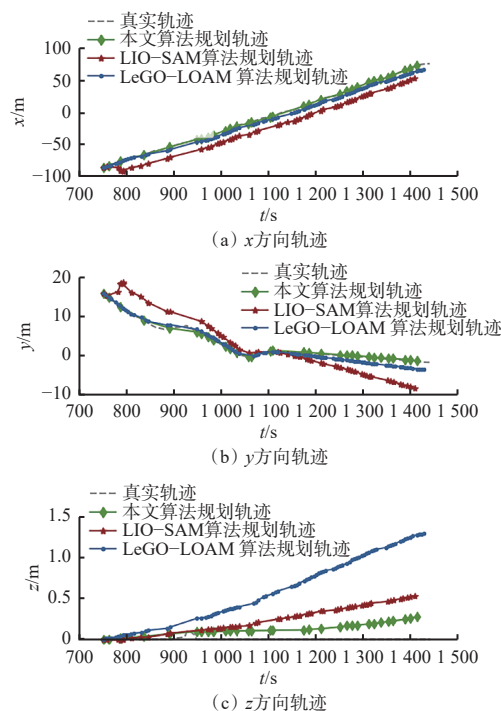 真实轨迹
本文算法规划轨迹
LIO-SAM算法规划轨迹
LeGO-LOAM 算法规划轨迹
100
50
0
−50
−100
x/m
700 800 900 1 000 1 100 1 200 1 300 1 400 1 500
t/s
（a）x方向轨迹
真实轨迹
本文算法规划轨迹
LIO-SAM算法规划轨迹
LeGO-LOAM 算法规划轨迹
20
10
0
−10
y/m
700 800 900 1 000 1 100 1 200 1 300 1 400 1 500
t/s
（b）y方向轨迹
真实轨迹
本文算法规划轨迹
LIO-SAM算法规划轨迹
LeGO-LOAM 算法规划轨迹
1.5
1.0
0.5
0
z/m
700 800 900 1 000 1 100 1 200 1 300 1 400 1 500
t/s
（c）z方向轨迹